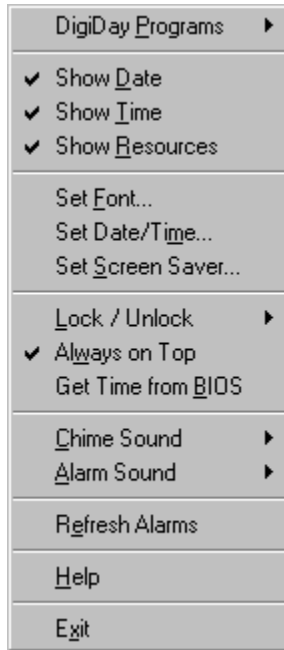 DigiDay Programs
Show Date
Show Time
Show Resources
Set Font...
Set Date/Time...
Set Screen Saver...
Lock / Unlock
Always on Top
Get Time from BIOS
Chime Sound
Alarm Sound
Refresh Alarms
Help
Exit